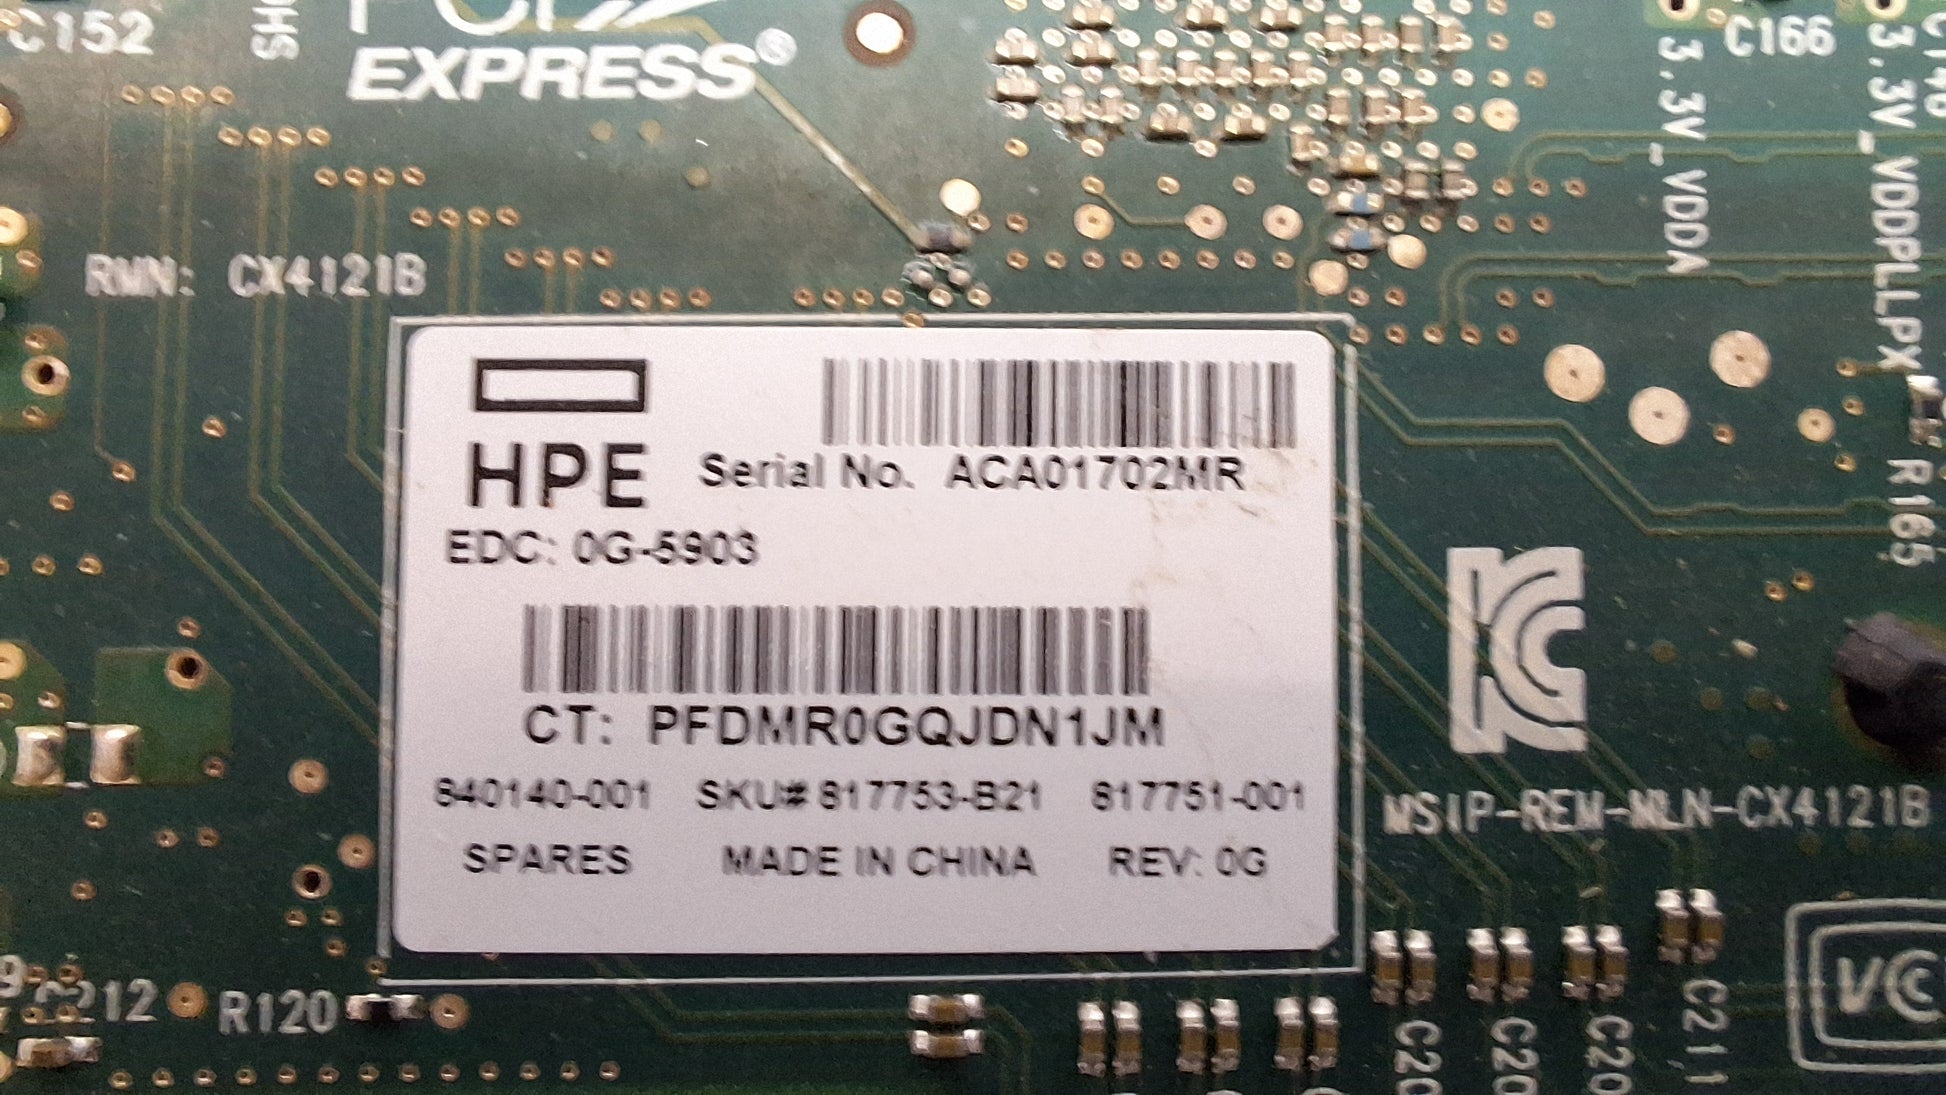 C152
EXPRESS®
C166
3.3V_VDDA
3.3V_VDDPLLPX
RMN: CX4121B
HPE
Serial No. ACA01702MR
EDC: 0G-5903
CT: PFDMR0GQJDN1JM
840140-001 SKU# 817753-B21 817751-001
SPARES MADE IN CHINA REV: 0G
R165
MSIP-REM-MLN-CX4121B
R120
C211